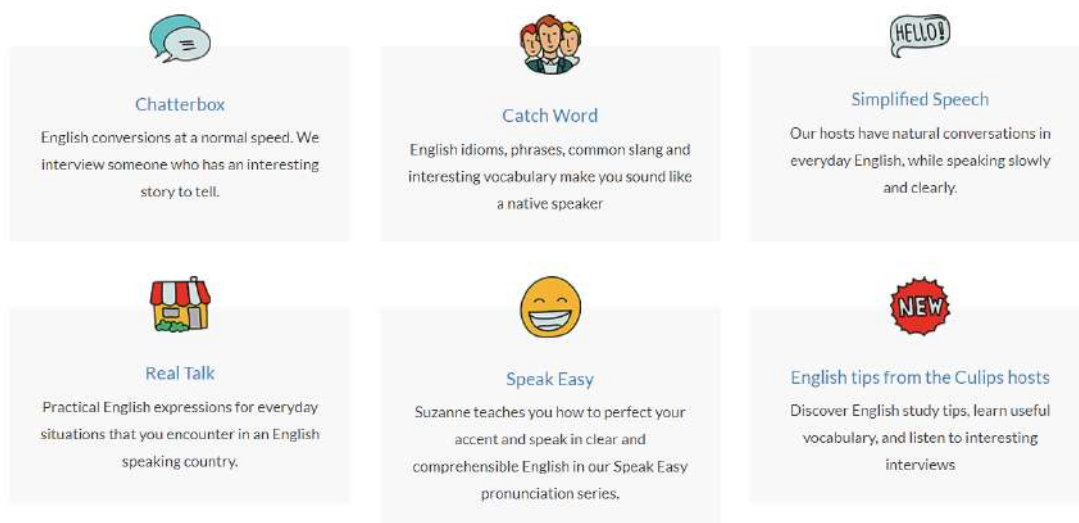 Chatterbox
English conversions at a normal speed. We
interview someone who has an interesting
story to tell.
Catch Word
English idioms, phrases, common slang and
interesting vocabulary make you sound like
a native speaker
HELLO!
Simplified Speech
Our hosts have natural conversations in
everyday English, while speaking slowly
and clearly.
Real Talk
Practical English expressions for everyday
situations that you encounter in an English
speaking country.
Speak Easy
Suzanne teaches you how to perfect your
accent and speak in clear and
comprehensible English in our Speak Easy
pronunciation series.
NEW
English tips from the Culips hosts
Discover English study tips, learn useful
vocabulary, and listen to interesting
interviews